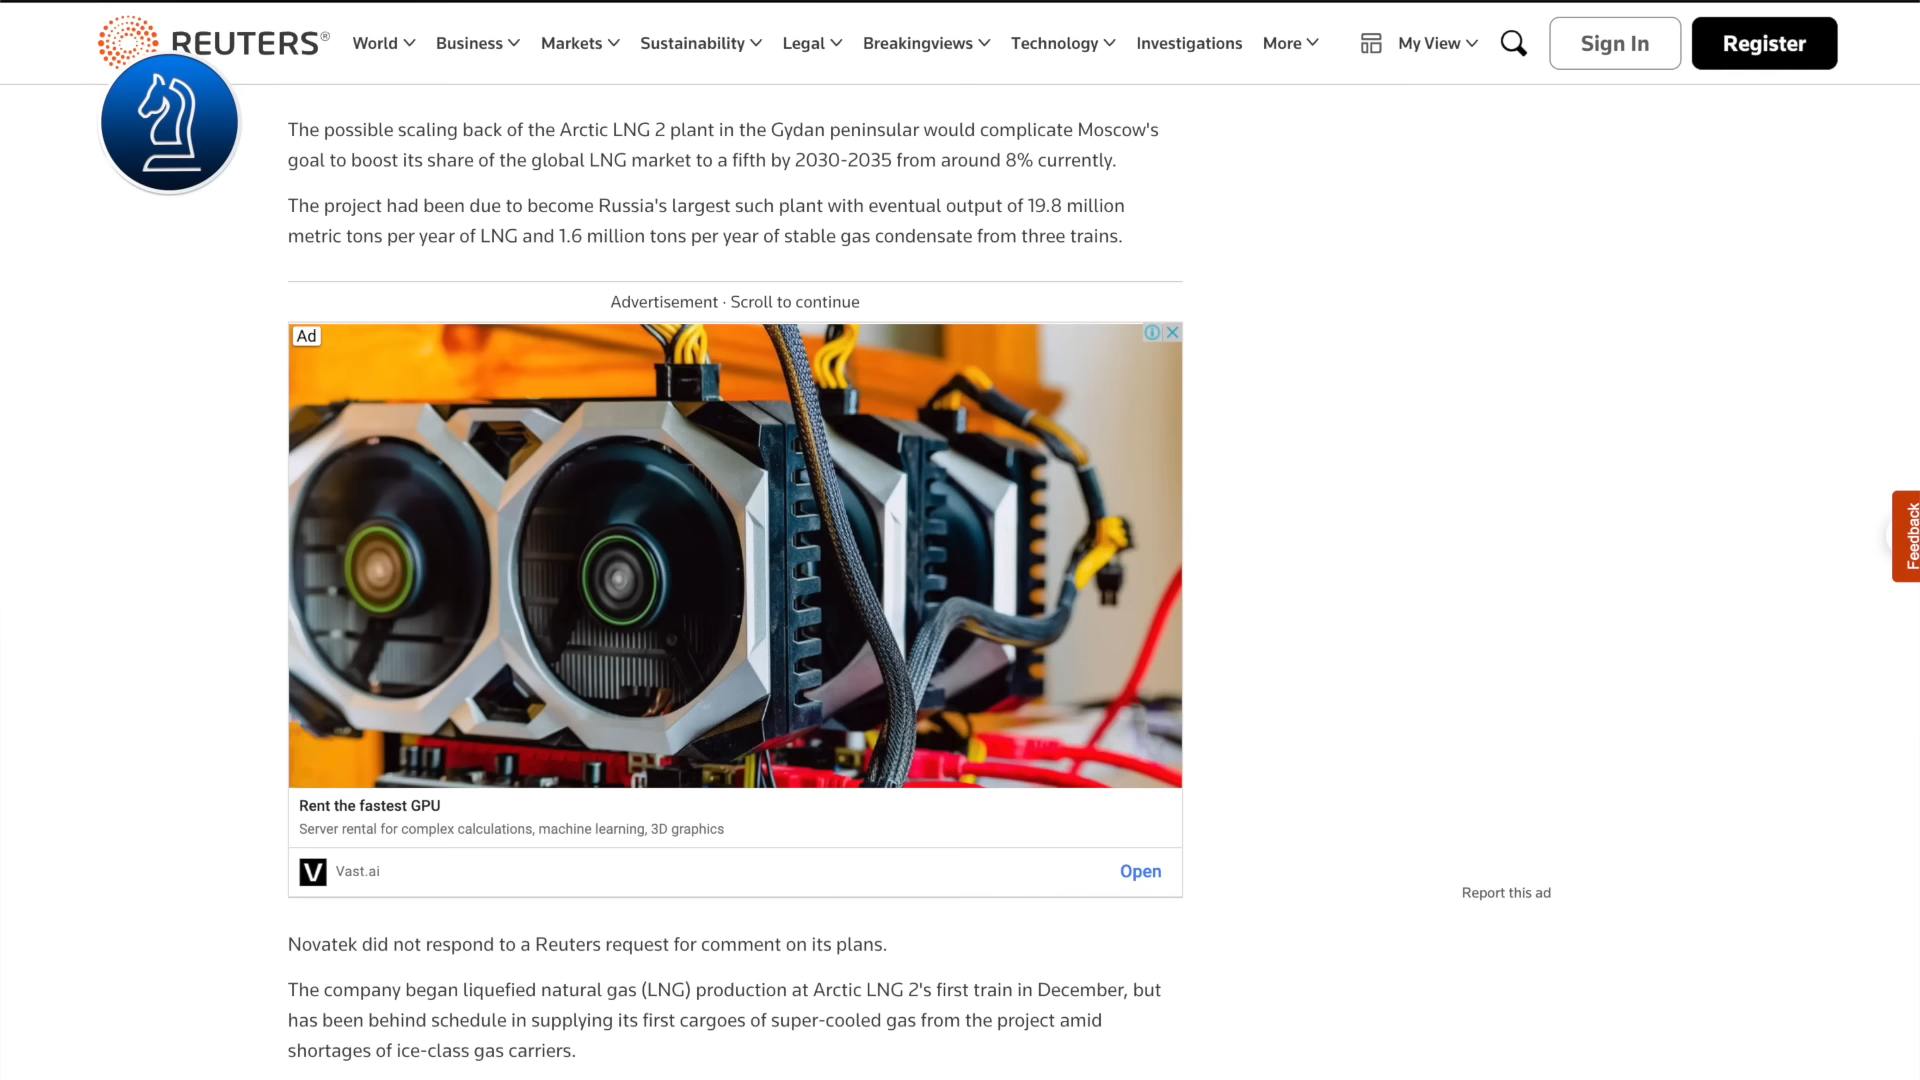 REUTERS®
World
Business
Markets
Sustainability
Legal
Breakingviews
Technology
Investigations
More
My View
Sign In
Register
The possible scaling back of the Arctic LNG 2 plant in the Gydan peninsular would complicate Moscow's
goal to boost its share of the global LNG market to a fifth by 2030-2035 from around 8% currently.
The project had been due to become Russia's largest such plant with eventual output of 19.8 million
metric tons per year of LNG and 1.6 million tons per year of stable gas condensate from three trains.
Advertisement · Scroll to continue
Ad
Feedback
Rent the fastest GPU
Server rental for complex calculations, machine learning, 3D graphics
V
Vast.ai
Open
Report this ad
Novatek did not respond to a Reuters request for comment on its plans.
The company began liquefied natural gas (LNG) production at Arctic LNG 2's first train in December, but
has been behind schedule in supplying its first cargoes of super-cooled gas from the project amid
shortages of ice-class gas carriers.